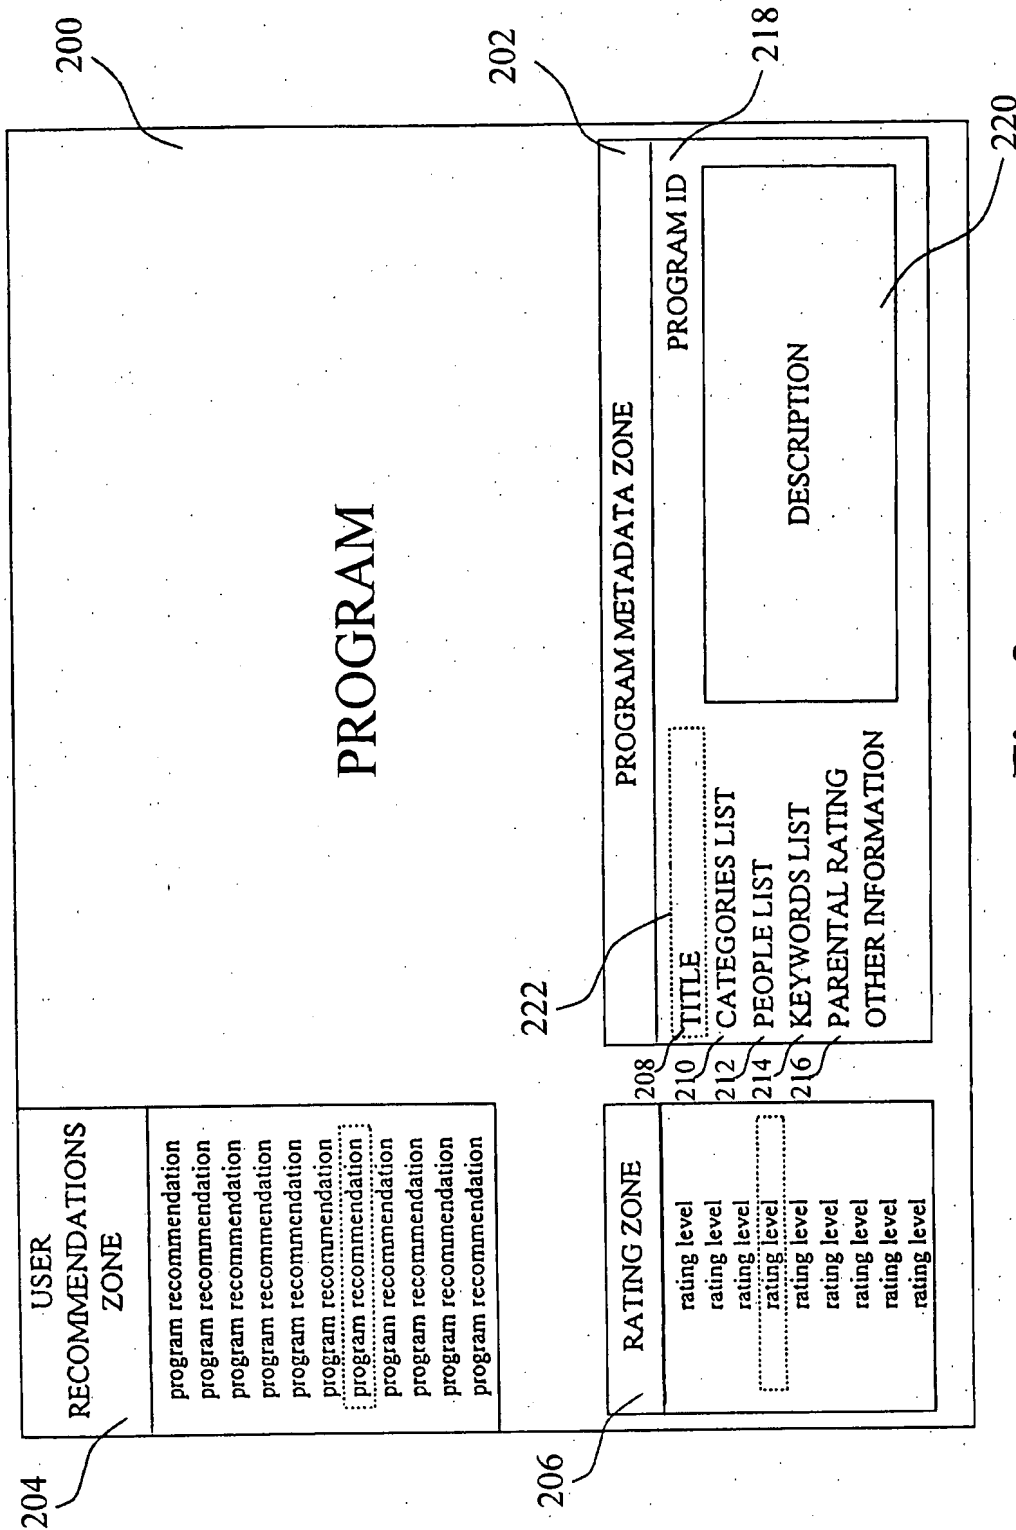 200
204
USER
RECOMMENDATIONS
ZONE
program recommendation
program recommendation
program recommendation
program recommendation
program recommendation
program recommendation
program recommendation
program recommendation
program recommendation
program recommendation
program recommendation
PROGRAM
202
218
222
206
RATING ZONE
rating level
rating level
rating level
rating level
rating level
rating level
rating level
rating level
rating level
PROGRAM METADATA ZONE
208 TITLE
210 CATEGORIES LIST
212 PEOPLE LIST
214 KEYWORDS LIST
216 PARENTAL RATING
OTHER INFORMATION
PROGRAM ID
DESCRIPTION
220